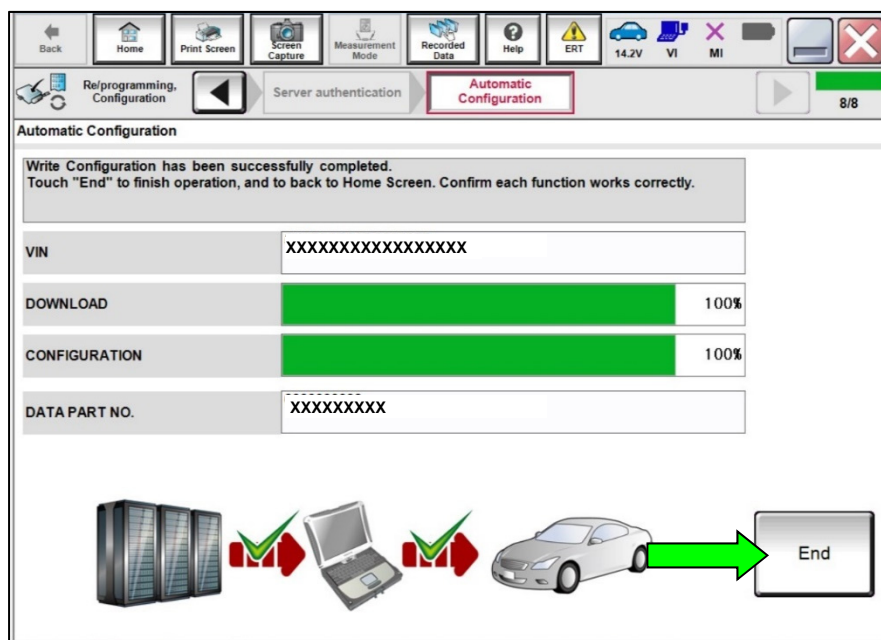 Back
Home
Print Screen
Screen
Capture
Measurement
Mode
Recorded
Data
Help
ERT
14.2V
VI
MI
Re/programming,
Configuration
Server authentication
Automatic
Configuration
8/8
Automatic Configuration
Write Configuration has been successfully completed.
Touch "End" to finish operation, and to back to Home Screen. Confirm each function works correctly.
VIN
XXXXXXXXXXXXXXXXX
DOWNLOAD
100%
CONFIGURATION
100%
DATA PART NO.
XXXXXXXXX
End